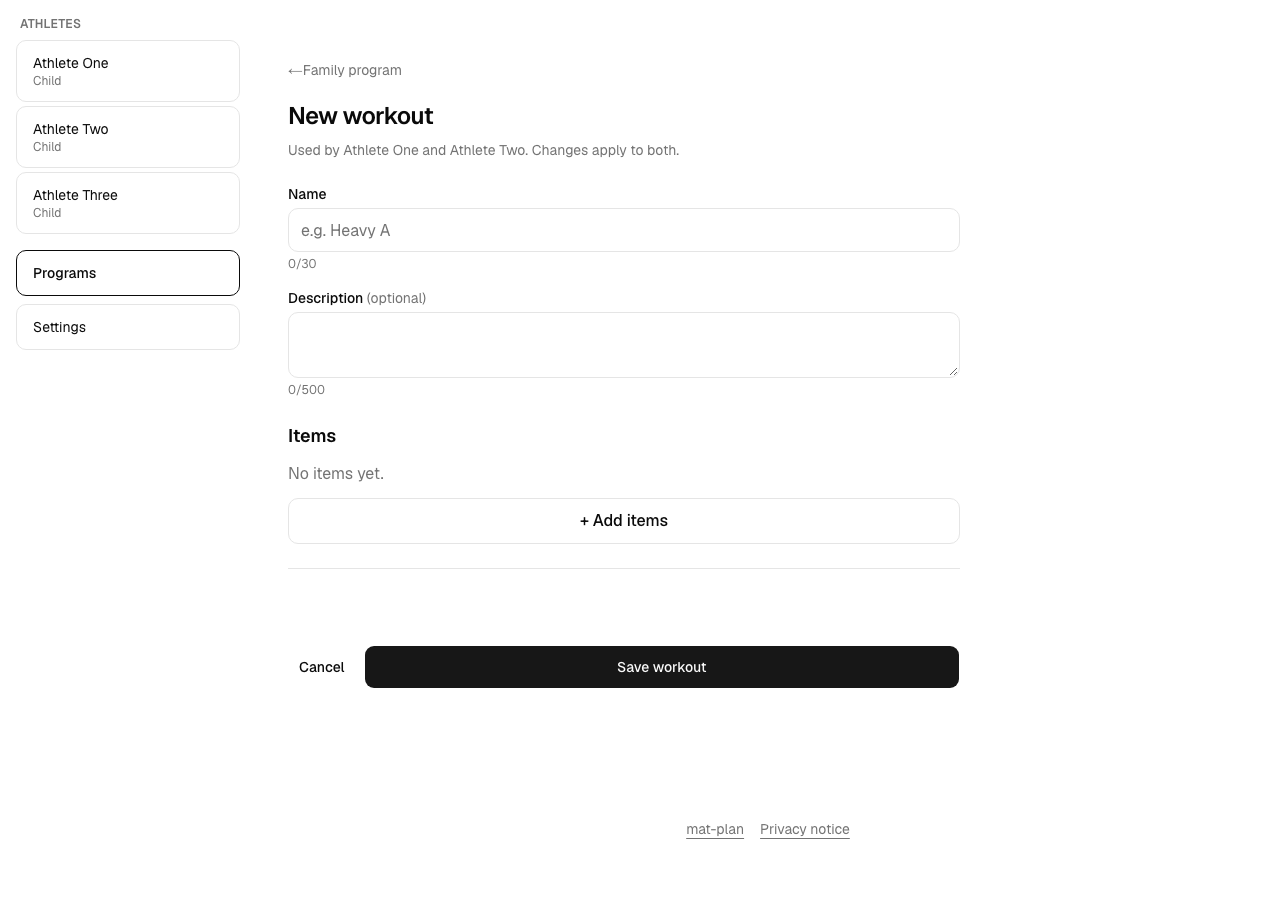 ATHLETES
Athlete One
Child
Athlete Two
Child
Athlete Three
Child
Programs
Settings
←Family program
New workout
Used by Athlete One and Athlete Two. Changes apply to both.
Name
e.g. Heavy A
0/30
Description (optional)
0/500
Items
No items yet.
+ Add items
Cancel
Save workout
mat-plan
Privacy notice